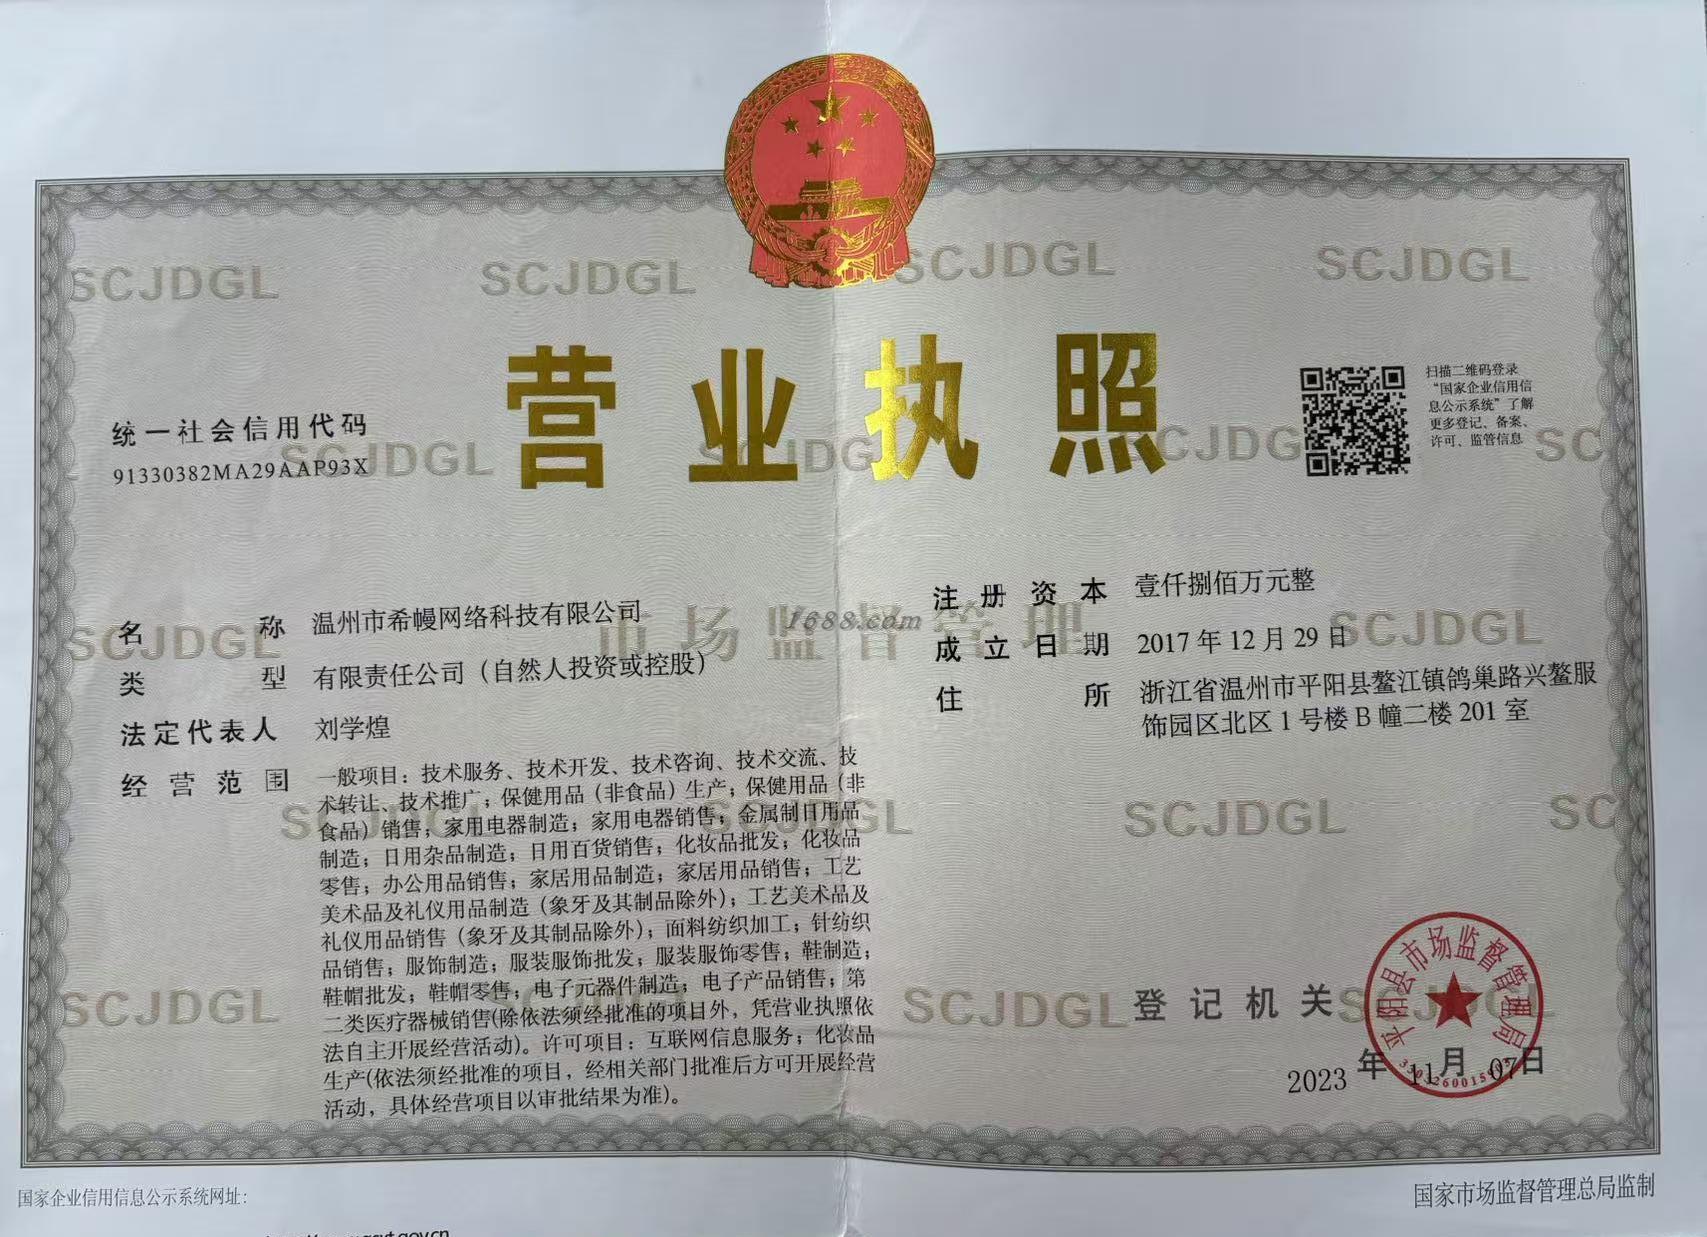 营业执照
统一社会信用代码
91330382MA29AAP93X
扫描二维码登录
“国家企业信用信
息公示系统”了解
更多登记、备案、
许可、监管信息
名称 温州市希幔网络科技有限公司
类型 有限责任公司（自然人投资或控股）
法定代表人 刘学煌
经营范围 一般项目：技术服务、技术开发、技术咨询、技术交流、技
术转让、技术推广；保健用品（非食品）生产；保健用品（非
食品）销售；家用电器制造；家用电器销售；金属制日用品
制造；日用杂品制造；日用百货销售；化妆品批发；化妆品
零售；办公用品销售；家居用品制造；家居用品销售；工艺
美术品及礼仪用品制造（象牙及其制品除外）；工艺美术品及
礼仪用品销售（象牙及其制品除外）；面料纺织加工；针纺织
品销售；服饰制造；服装服饰批发；服装服饰零售；鞋制造；
鞋帽批发；鞋帽零售；电子元器件制造；电子产品销售；第
二类医疗器械销售(除依法须经批准的项目外，凭营业执照依
法自主开展经营活动)。许可项目：互联网信息服务；化妆品
生产(依法须经批准的项目，经相关部门批准后方可开展经营
活动，具体经营项目以审批结果为准)。
注册资本 壹仟捌佰万元整
成立日期 2017年12月29日
住所 浙江省温州市平阳县鳌江镇鸽巢路兴鳌服
饰园区北区1号楼B幢二楼201室
登记机关
平阳县市场监督管理局
2023年11月07日
SCJDGL
市场监督管理
1688.com
国家企业信用信息公示系统网址：
国家市场监督管理总局监制